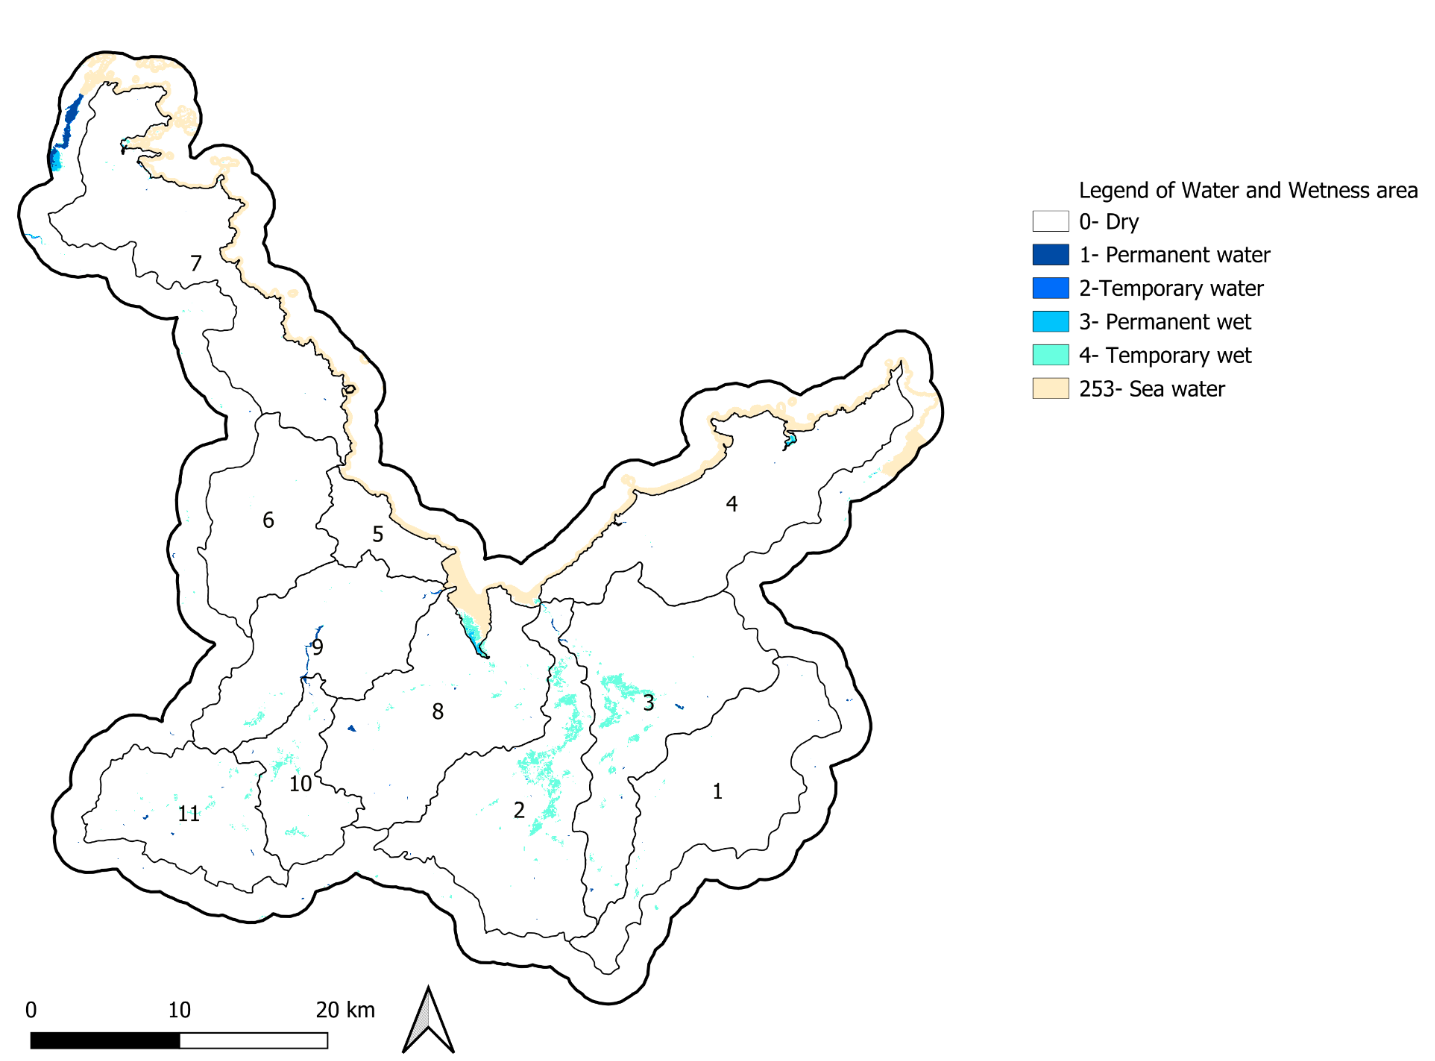 Legend of Water and Wetness area
0- Dry
1- Permanent water
2-Temporary water
3- Permanent wet
4- Temporary wet
253- Sea water
7
4
6
5
9
3
8
10
1
2
11
0 10 20 km